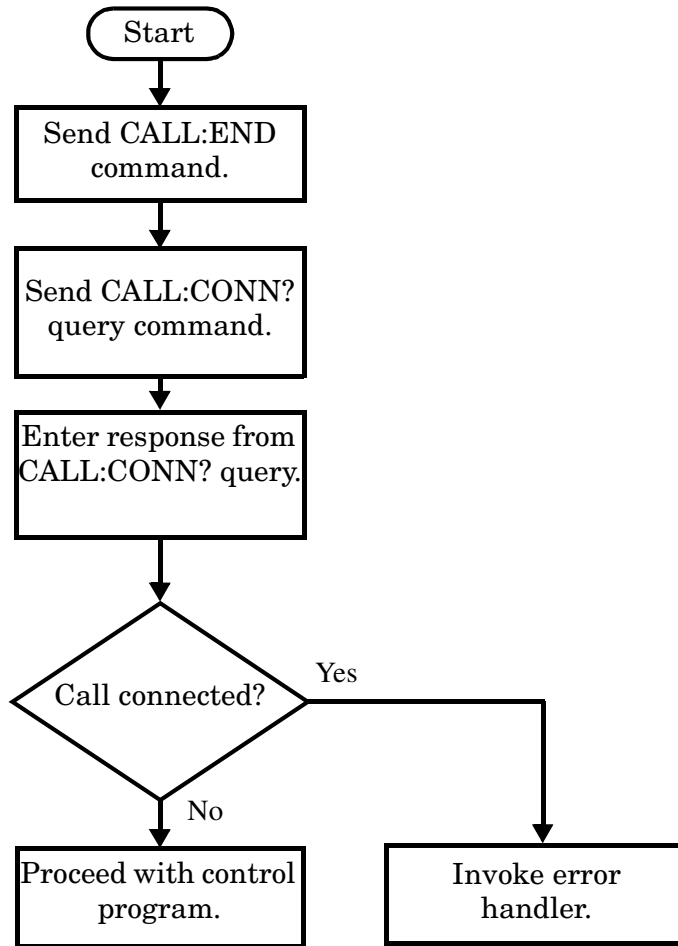 Start
Send CALL:END
command.
Send CALL:CONN?
query command.
Enter response from
CALL:CONN? query.
Call connected?
Yes
No
Proceed with control
program.
Invoke error
handler.